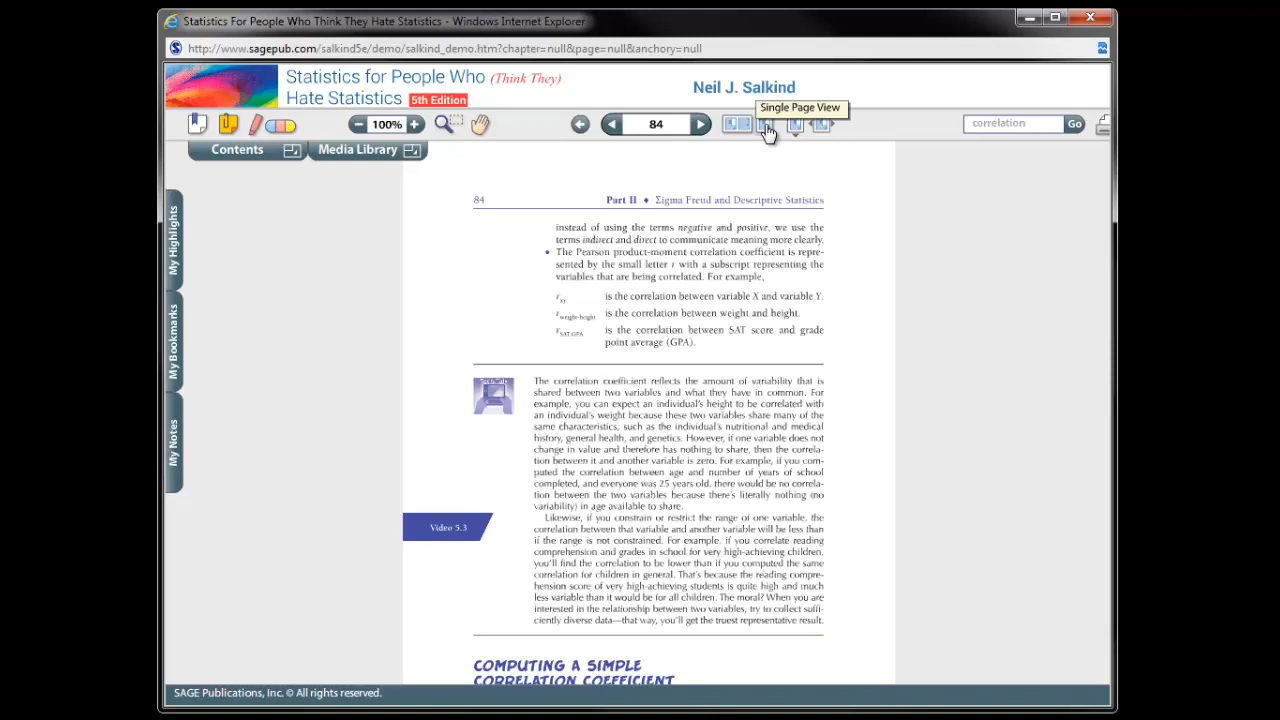 Statistics For People Who Think They Hate Statistics - Windows Internet Explorer
http://www.sagepub.com/salkind5e/demo/salkind_demo.htm?chapter=null&page=null&anchory=null
Statistics for People Who (Think They)
Hate Statistics 5th Edition
Neil J. Salkind
Single Page View
100%
84
correlation
Go
Contents
Media Library
My Highlights
My Bookmarks
My Notes
84
Part II ♦ Σigma Freud and Descriptive Statistics
instead of using the terms negative and positive, we use the
terms indirect and direct to communicate meaning more clearly.
• The Pearson product-moment correlation coefficient is repre-
sented by the small letter r with a subscript representing the
variables that are being correlated. For example,
rxy is the correlation between variable X and variable Y.
rweight-height is the correlation between weight and height.
rSAT.GPA is the correlation between SAT score and grade
point average (GPA).
Tech Talk
The correlation coefficient reflects the amount of variability that is
shared between two variables and what they have in common. For
example, you can expect an individual's height to be correlated with
an individual's weight because these two variables share many of the
same characteristics, such as the individual's nutritional and medical
history, general health, and genetics. However, if one variable does not
change in value and therefore has nothing to share, then the correla-
tion between it and another variable is zero. For example, if you com-
puted the correlation between age and number of years of school
completed, and everyone was 25 years old, there would be no correla-
tion between the two variables because there's literally nothing (no
variability) in age available to share.
Likewise, if you constrain or restrict the range of one variable, the
correlation between that variable and another variable will be less than
if the range is not constrained. For example, if you correlate reading
comprehension and grades in school for very high-achieving children,
you'll find the correlation to be lower than if you computed the same
correlation for children in general. That's because the reading compre-
hension score of very high-achieving students is quite high and much
less variable than it would be for all children. The moral? When you are
interested in the relationship between two variables, try to collect suffi-
ciently diverse data—that way, you'll get the truest representative result.
Video 5.3
COMPUTING A SIMPLE
CORRELATION COEFFICIENT
SAGE Publications, Inc. © All rights reserved.